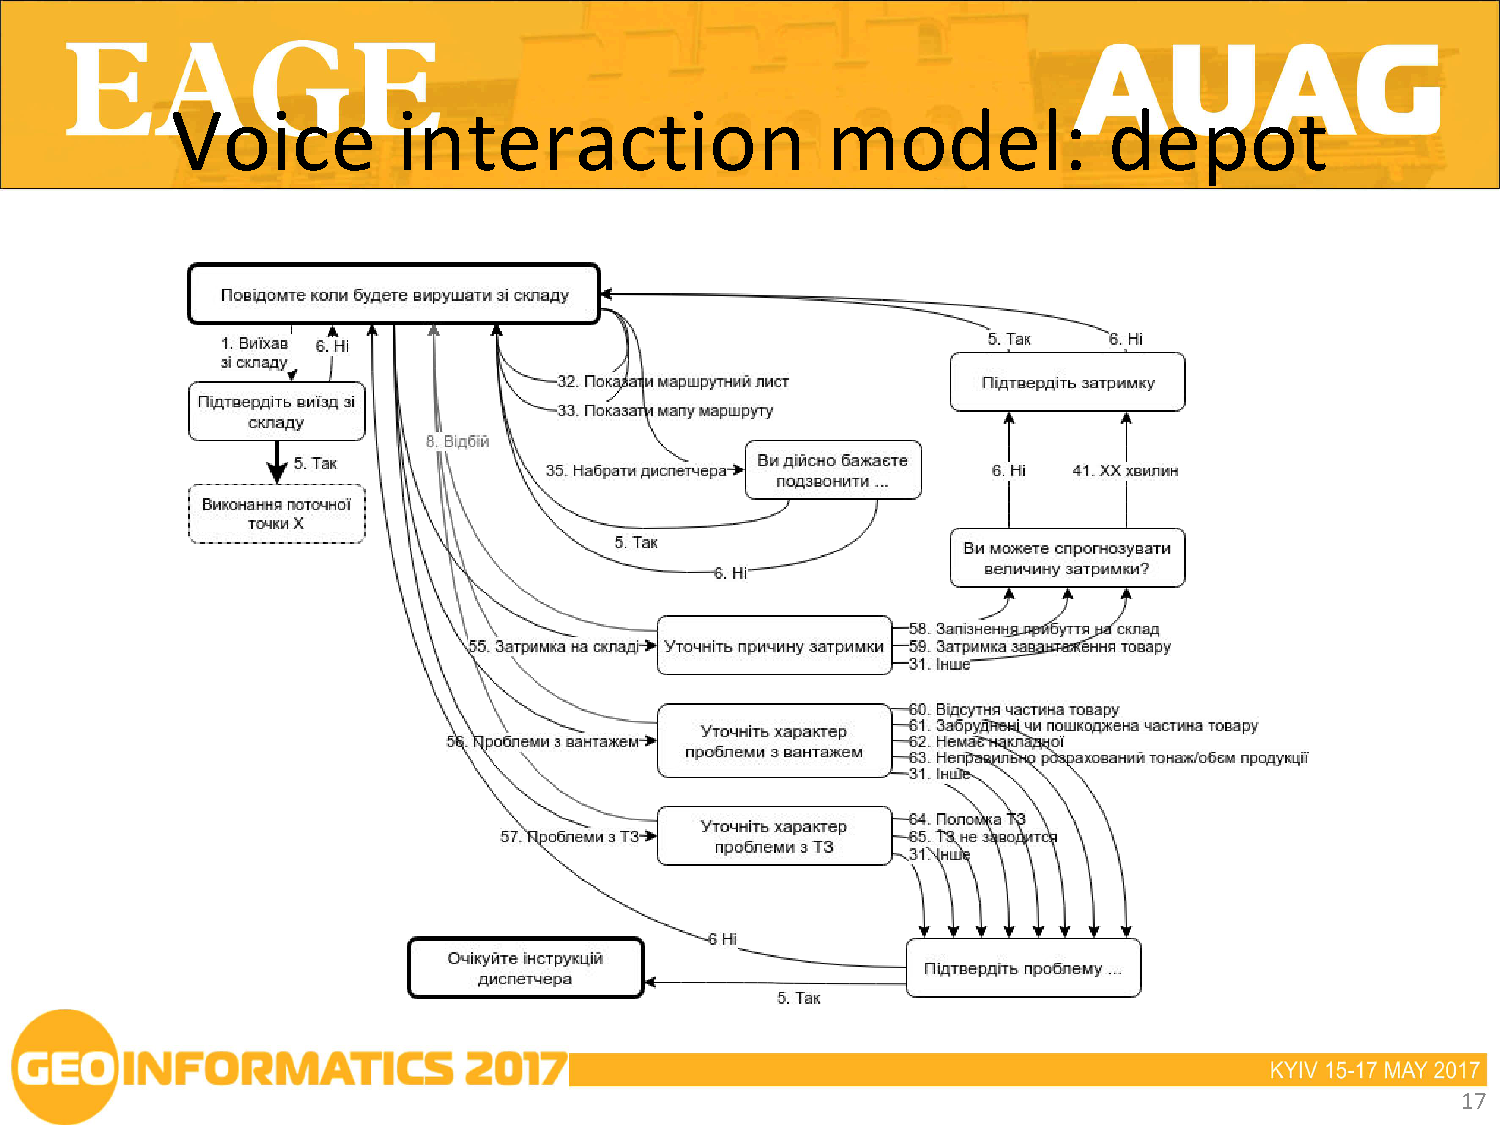 EAGE
AUAG
Voice interaction model: depot
Повідомте коли будете вирушати зі складу
1. Виїхав
зі складу
6. Ні
5. Так
6. Ні
32. Показати маршрутний лист
Підтвердіть затримку
Підтвердіть виїзд зі
складу
33. Показати мапу маршруту
8. Відбій
5. Так
35. Набрати диспетчера
Ви дійсно бажаєте
подзвонити ...
6. Ні
41. ХХ хвилин
Виконання поточної
точки Х
5. Так
6. Ні
Ви можете спрогнозувати
величину затримки?
55. Затримка на складі
Уточніть причину затримки
58. Запізнення прибуття на склад
59. Затримка завантаження товару
31. Інше
56. Проблеми з вантажем
Уточніть характер
проблеми з вантажем
60. Відсутня частина товару
61. Забруднені чи пошкоджена частина товару
62. Немає накладної
63. Неправильно розрахований тонаж/обєм продукції
31. Інше
57. Проблеми з ТЗ
Уточніть характер
проблеми з ТЗ
64. Поломка ТЗ
65. ТЗ не заводится
31. Інше
6 Ні
Очікуйте інструкцій
диспетчера
5. Так
Підтвердіть проблему ...
GEOINFORMATICS 2017
KYIV 15-17 MAY 2017
17